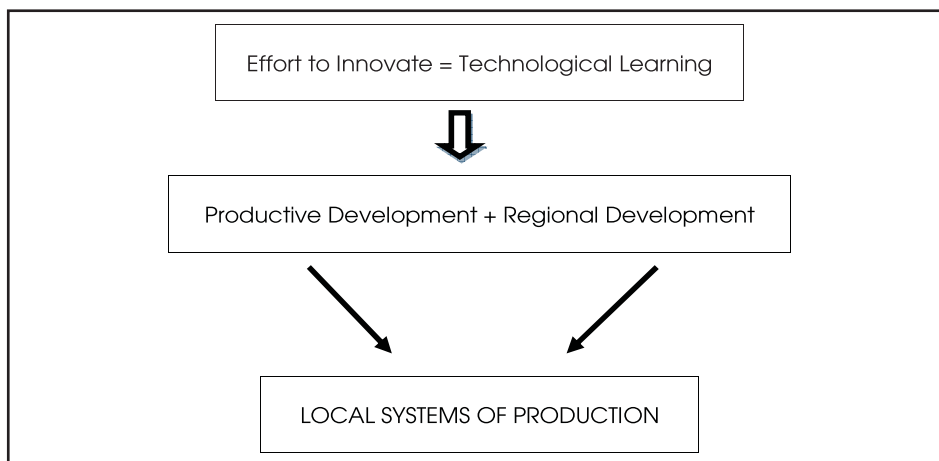 Effort to Innovate = Technological Learning
Productive Development + Regional Development
LOCAL SYSTEMS OF PRODUCTION